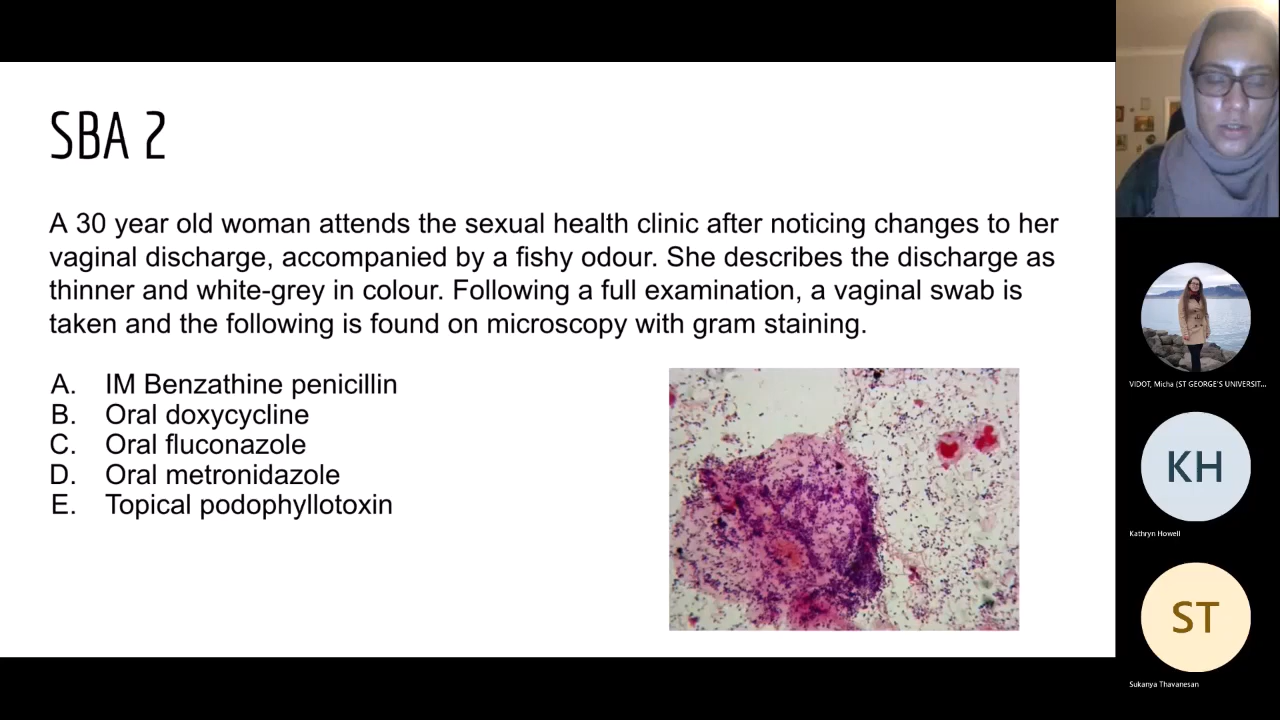 SBA 2
A 30 year old woman attends the sexual health clinic after noticing changes to her
vaginal discharge, accompanied by a fishy odour. She describes the discharge as
thinner and white-grey in colour. Following a full examination, a vaginal swab is
taken and the following is found on microscopy with gram staining.
A. IM Benzathine penicillin
B. Oral doxycycline
C. Oral fluconazole
D. Oral metronidazole
E. Topical podophyllotoxin
VIDOT, Micha (ST GEORGE'S UNIVERSIT...
KH
Kathryn Howell
ST
Sukanya Thavanesan